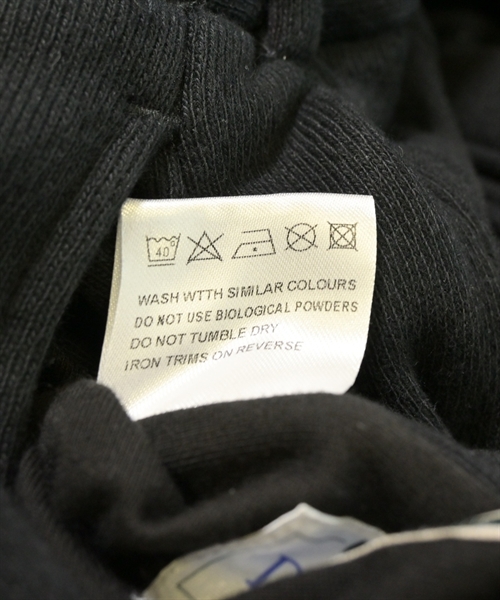 40°
WASH WTTH SIMILAR COLOURS
DO NOT USE BIOLOGICAL POWDERS
DO NOT TUMBLE DRY
IRON TRIMS ON REVERSE